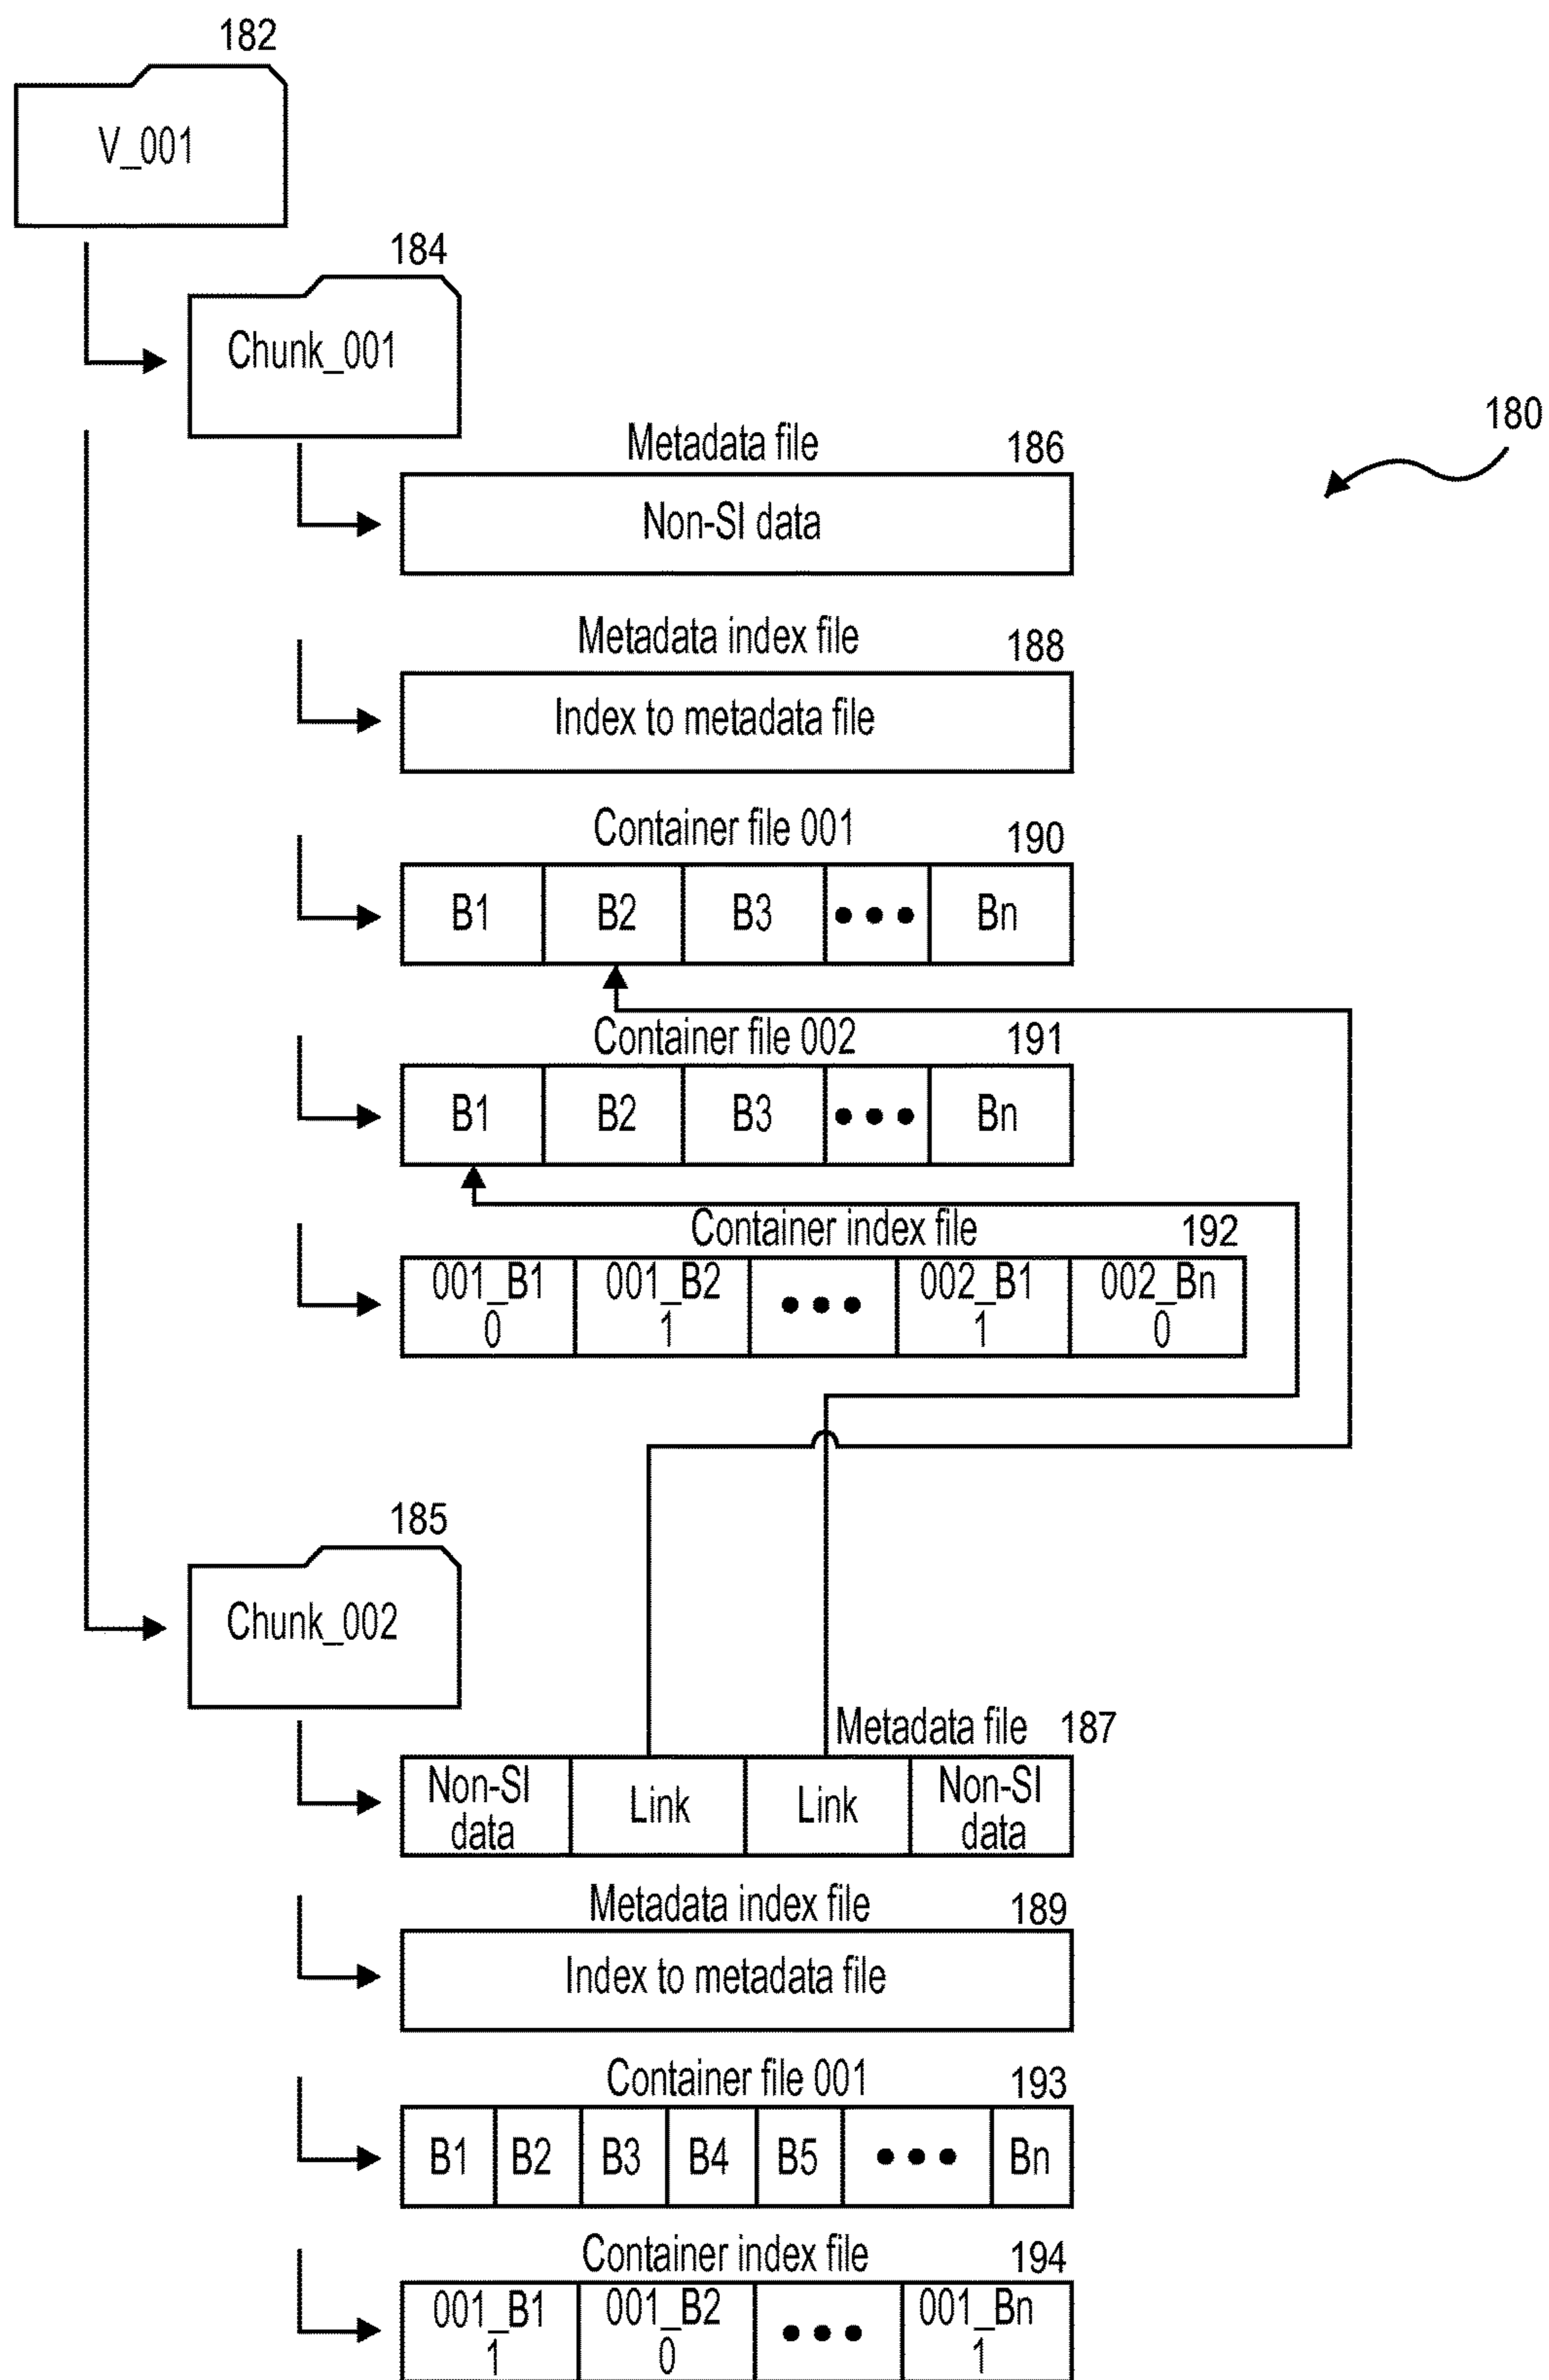 182
V_001
184
Chunk_001
180
Metadata file 186
Non-SI data
Metadata index file 188
Index to metadata file
Container file 001 190
B1 B2 B3 ••• Bn
Container file 002 191
B1 B2 B3 ••• Bn
Container index file 192
001_B1 001_B2 ••• 002_B1 002_Bn
0 1 1 0
185
Chunk_002
Metadata file 187
Non-SI Link Link Non-SI
data data
Metadata index file 189
Index to metadata file
Container file 001 193
B1 B2 B3 B4 B5 ••• Bn
Container index file 194
001_B1 001_B2 ••• 001_Bn
1 0 1